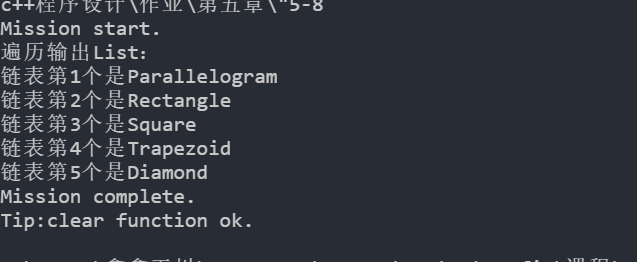 c++程序设计\作业\第五章\"5-8
Mission start.
遍历输出List：
链表第1个是Parallelogram
链表第2个是Rectangle
链表第3个是Square
链表第4个是Trapezoid
链表第5个是Diamond
Mission complete.
Tip:clear function ok.